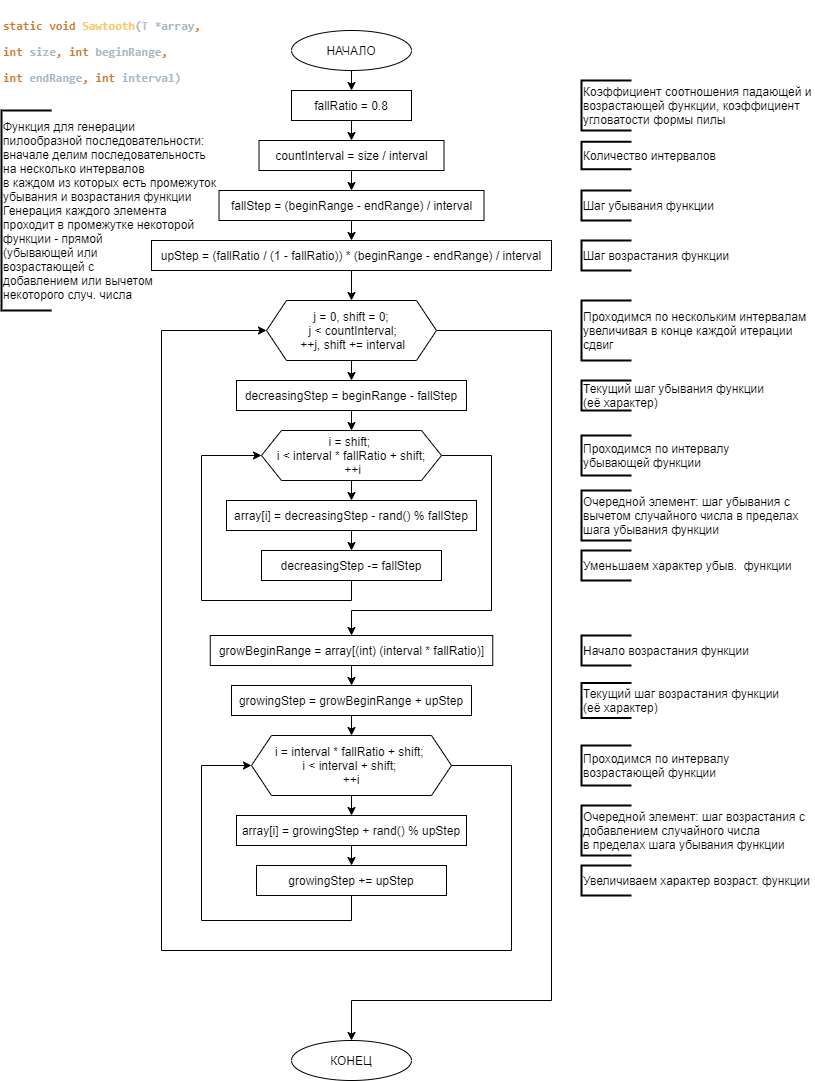 static void Sawtooth(T *array,
int size, int beginRange,
int endRange, int interval)
Функция для генерации
пилообразной последовательности:
вначале делим последовательность
на несколько интервалов
в каждом из которых есть промежуток
убывания и возрастания функции
Генерация каждого элемента
проходит в промежутке некоторой
функции - прямой
(убывающей или
возрастающей с
добавлением или вычетом
некоторого случ. числа
НАЧАЛО
fallRatio = 0.8
Коэффициент соотношения падающей и
возрастающей функции, коэффициент
угловатости формы пилы
countInterval = size / interval
Количество интервалов
fallStep = (beginRange - endRange) / interval
Шаг убывания функции
upStep = (fallRatio / (1 - fallRatio)) * (beginRange - endRange) / interval
Шаг возрастания функции
j = 0, shift = 0;
j < countInterval;
++j, shift += interval
Проходимся по нескольким интервалам
увеличивая в конце каждой итерации
сдвиг
decreasingStep = beginRange - fallStep
Текущий шаг убывания функции
(её характер)
i = shift;
i < interval * fallRatio + shift;
++i
Проходимся по интервалу
убывающей функции
array[i] = decreasingStep - rand() % fallStep
Очередной элемент: шаг убывания с
вычетом случайного числа в пределах
шага убывания функции
decreasingStep -= fallStep
Уменьшаем характер убыв. функции
growBeginRange = array[(int) (interval * fallRatio)]
Начало возрастания функции
growingStep = growBeginRange + upStep
Текущий шаг возрастания функции
(её характер)
i = interval * fallRatio + shift;
i < interval + shift;
++i
Проходимся по интервалу
возрастающей функции
array[i] = growingStep + rand() % upStep
Очередной элемент: шаг возрастания с
добавлением случайного числа
в пределах шага убывания функции
growingStep += upStep
Увеличиваем характер возраст. функции
КОНЕЦ